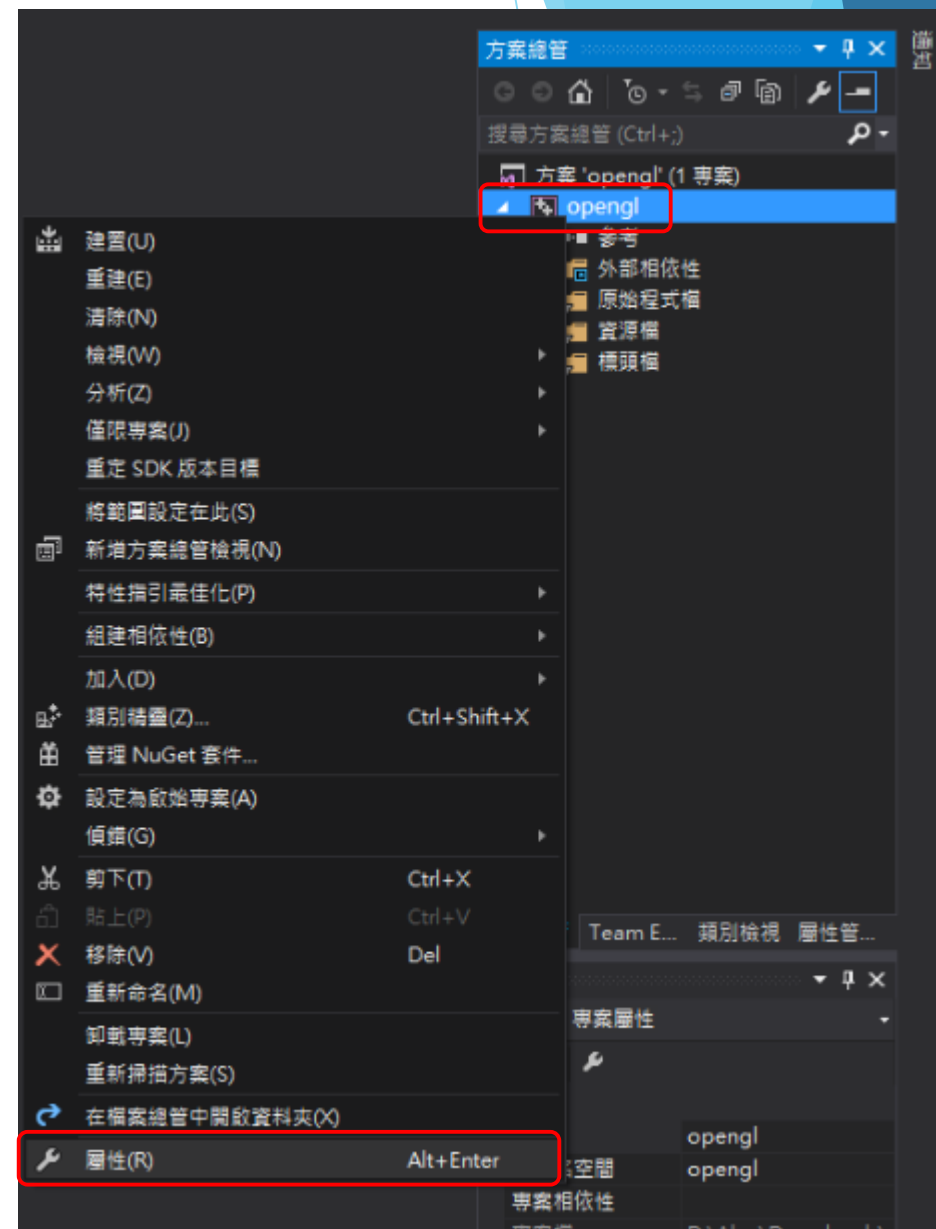 方案總管
搜尋方案總管 (Ctrl+;)
方案 'opengl' (1 專案)
opengl
參考
外部相依性
原始程式檔
資源檔
標頭檔
建置(U)
重建(E)
清除(N)
檢視(W)
分析(Z)
僅限專案(J)
重定 SDK 版本目標
將範圍設定在此(S)
新增方案總管檢視(N)
特性指引最佳化(P)
組建相依性(B)
加入(D)
類別精靈(Z)... Ctrl+Shift+X
管理 NuGet 套件...
設定為啟始專案(A)
偵錯(G)
剪下(T) Ctrl+X
貼上(P) Ctrl+V
移除(V) Del
重新命名(M)
卸載專案(L)
重新掃描方案(S)
在檔案總管中開啟資料夾(X)
屬性(R) Alt+Enter
Team E... 類別檢視 屬性管...
專案屬性
opengl
空間 opengl
專案相依性